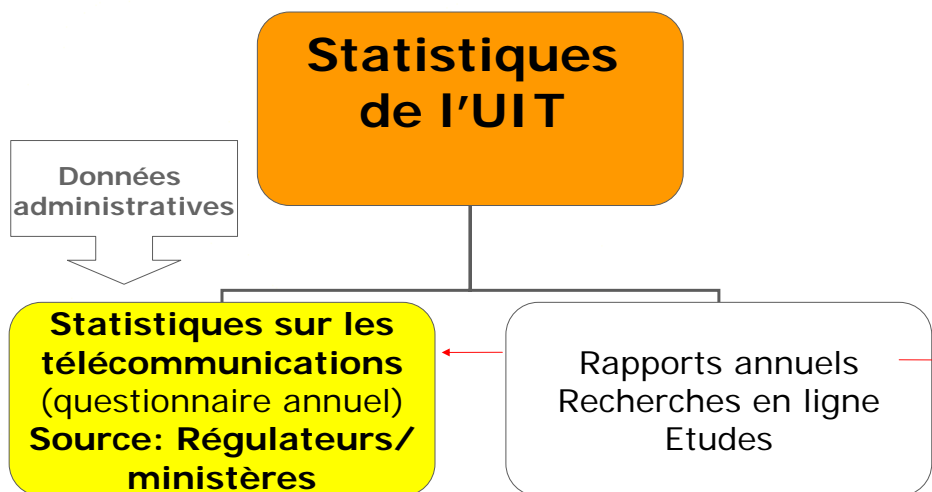 Statistiques
de l'UIT
Données
administratives
Statistiques sur les
télécommunications
(questionnaire annuel)
Source: Régulateurs/
ministères
Rapports annuels
Recherches en ligne
Etudes